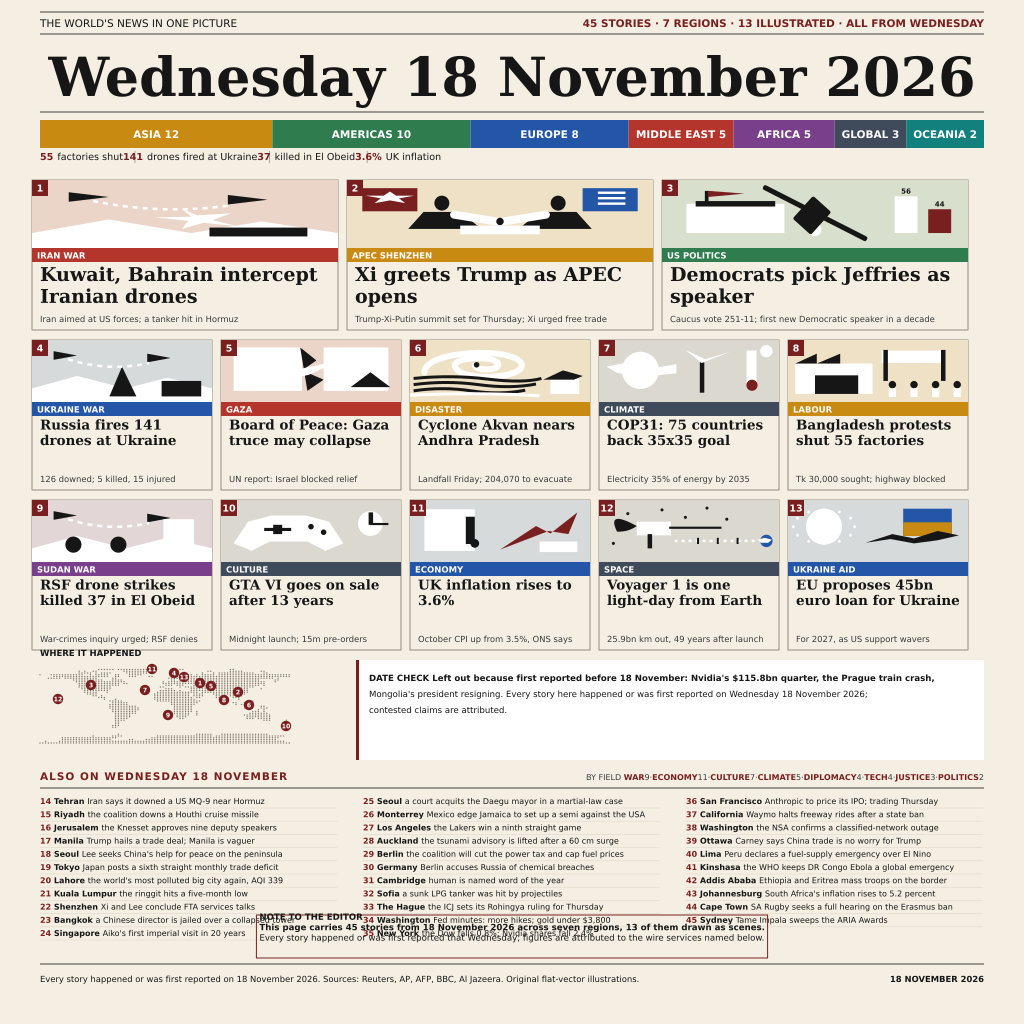 THE WORLD'S NEWS IN ONE PICTURE
45 STORIES · 7 REGIONS · 13 ILLUSTRATED · ALL FROM WEDNESDAY
Wednesday 18 November 2026
ASIA 12
AMERICAS 10
EUROPE 8
MIDDLE EAST 5
AFRICA 5
GLOBAL 3
OCEANIA 2
55 factories shut141 drones fired at Ukraine37 killed in El Obeid3.6% UK inflation
1
IRAN WAR
Kuwait, Bahrain intercept
Iranian drones
Iran aimed at US forces; a tanker hit in Hormuz
2
APEC SHENZHEN
Xi greets Trump as APEC
opens
Trump-Xi-Putin summit set for Thursday; Xi urged free trade
3
56
44
US POLITICS
Democrats pick Jeffries as
speaker
Caucus vote 251-11; first new Democratic speaker in a decade
4
UKRAINE WAR
Russia fires 141
drones at Ukraine
126 downed; 5 killed, 15 injured
5
GAZA
Board of Peace: Gaza
truce may collapse
UN report: Israel blocked relief
6
DISASTER
Cyclone Akvan nears
Andhra Pradesh
Landfall Friday; 204,070 to evacuate
7
CLIMATE
COP31: 75 countries
back 35x35 goal
Electricity 35% of energy by 2035
8
LABOUR
Bangladesh protests
shut 55 factories
Tk 30,000 sought; highway blocked
9
SUDAN WAR
RSF drone strikes
killed 37 in El Obeid
War-crimes inquiry urged; RSF denies
10
CULTURE
GTA VI goes on sale
after 13 years
Midnight launch; 15m pre-orders
11
ECONOMY
UK inflation rises to
3.6%
October CPI up from 3.5%, ONS says
12
SPACE
Voyager 1 is one
light-day from Earth
25.9bn km out, 49 years after launch
13
UKRAINE AID
EU proposes 45bn
euro loan for Ukraine
For 2027, as US support wavers
WHERE IT HAPPENED
11
4
13
3
1
5
7
2
12
8
6
9
10
DATE CHECK Left out because first reported before 18 November: Nvidia's $115.8bn quarter, the Prague train crash,
Mongolia's president resigning. Every story here happened or was first reported on Wednesday 18 November 2026;
contested claims are attributed.
ALSO ON WEDNESDAY 18 NOVEMBER
BY FIELD WAR9·ECONOMY11·CULTURE7·CLIMATE5·DIPLOMACY4·TECH4·JUSTICE3·POLITICS2
14 Tehran Iran says it downed a US MQ-9 near Hormuz
15 Riyadh the coalition downs a Houthi cruise missile
16 Jerusalem the Knesset approves nine deputy speakers
17 Manila Trump hails a trade deal; Manila is vaguer
18 Seoul Lee seeks China's help for peace on the peninsula
19 Tokyo Japan posts a sixth straight monthly trade deficit
20 Lahore the world's most polluted big city again, AQI 339
21 Kuala Lumpur the ringgit hits a five-month low
22 Shenzhen Xi and Lee conclude FTA services talks
23 Bangkok a Chinese director is jailed over a collapsed tower
24 Singapore Aiko's first imperial visit in 20 years
25 Seoul a court acquits the Daegu mayor in a martial-law case
26 Monterrey Mexico edge Jamaica to set up a semi against the USA
27 Los Angeles the Lakers win a ninth straight game
28 Auckland the tsunami advisory is lifted after a 60 cm surge
29 Berlin the coalition will cut the power tax and cap fuel prices
30 Germany Berlin accuses Russia of chemical breaches
31 Cambridge human is named word of the year
32 Sofia a sunk LPG tanker was hit by projectiles
33 The Hague the ICJ sets its Rohingya ruling for Thursday
34 Washington Fed minutes: more hikes; gold under $3,800
35 New York the Dow falls 0.8%; Nvidia shares fall 2.4%
36 San Francisco Anthropic to price its IPO; trading Thursday
37 California Waymo halts freeway rides after a state ban
38 Washington the NSA confirms a classified-network outage
39 Ottawa Carney says China trade is no worry for Trump
40 Lima Peru declares a fuel-supply emergency over El Nino
41 Kinshasa the WHO keeps DR Congo Ebola a global emergency
42 Addis Ababa Ethiopia and Eritrea mass troops on the border
43 Johannesburg South Africa's inflation rises to 5.2 percent
44 Cape Town SA Rugby seeks a full hearing on the Erasmus ban
45 Sydney Tame Impala sweeps the ARIA Awards
NOTE TO THE EDITOR
This page carries 45 stories from 18 November 2026 across seven regions, 13 of them drawn as scenes.
Every story happened or was first reported that Wednesday; figures are attributed to the wire services named below.
Every story happened or was first reported on 18 November 2026. Sources: Reuters, AP, AFP, BBC, Al Jazeera. Original flat-vector illustrations.
18 NOVEMBER 2026